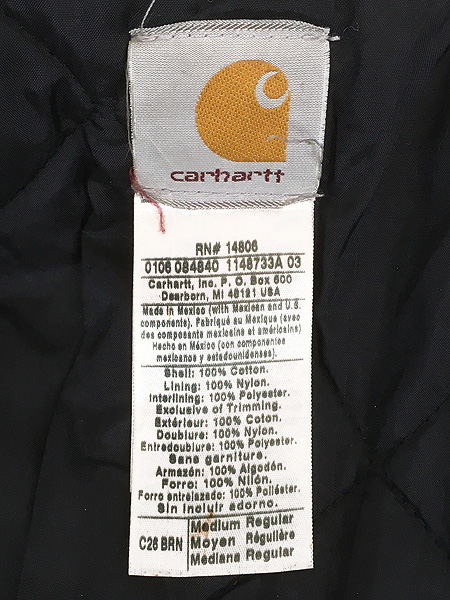 carhartt
RN# 14806
0106 084840 1148733A 03
Carhartt, Inc. P. O. Box 600
Dearborn, MI 48121 USA
Made in Mexico (with Mexican and U.S.
components). Fabriqué au Mexique (avec
des composants mexicains et américains)
Hecho en México (con componentes
mexicanos y estadounidenses).
Shell: 100% Cotton.
Lining: 100% Nylon.
Interlining: 100% Polyester.
Exclusive of Trimming.
Extérieur: 100% Coton.
Doublure: 100% Nylon.
Entredoublure: 100% Polyester.
Sans garniture.
Armazón: 100% Algodón.
Forro: 100% Nilón.
Forro entrelazado: 100% Poliéster.
Sin incluir adorno.
C26 BRN
Medium Regular
Moyen Régulière
Mediana Regular